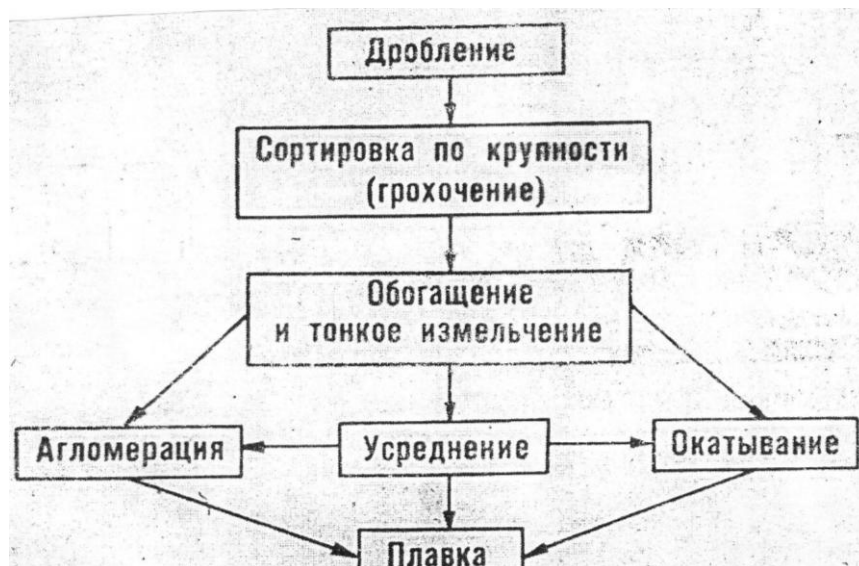 Дробление
Сортировка по крупности
(грохочение)
Обогащение
и тонкое измельчение
Агломерация
Усреднение
Окатывание
Плавка